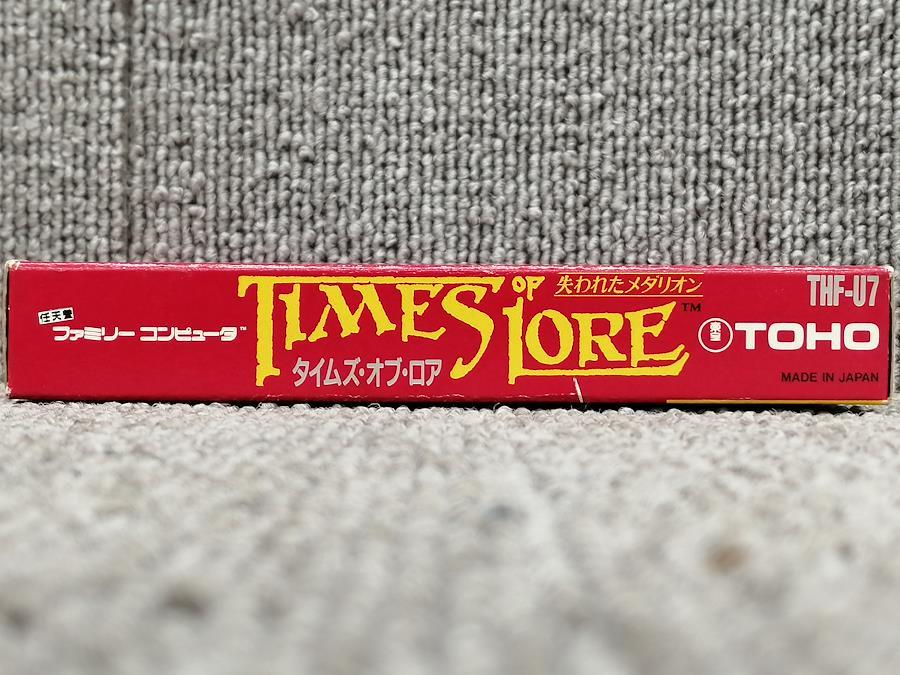 任天堂
ファミリー コンピュータ™
TIMES OF LORE™
失われたメダリオン
タイムズ・オブ・ロア
THF-U7
東宝 TOHO
MADE IN JAPAN